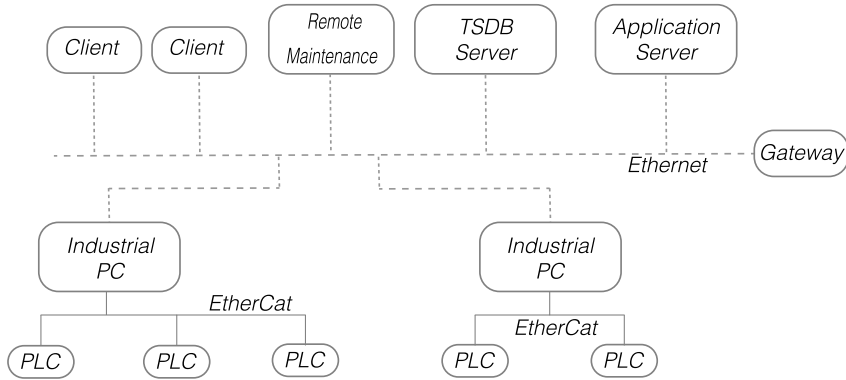 Client
Client
Remote
Maintenance
TSDB
Server
Application
Server
Ethernet
Gateway
Industrial
PC
Industrial
PC
EtherCat
EtherCat
PLC
PLC
PLC
PLC
PLC